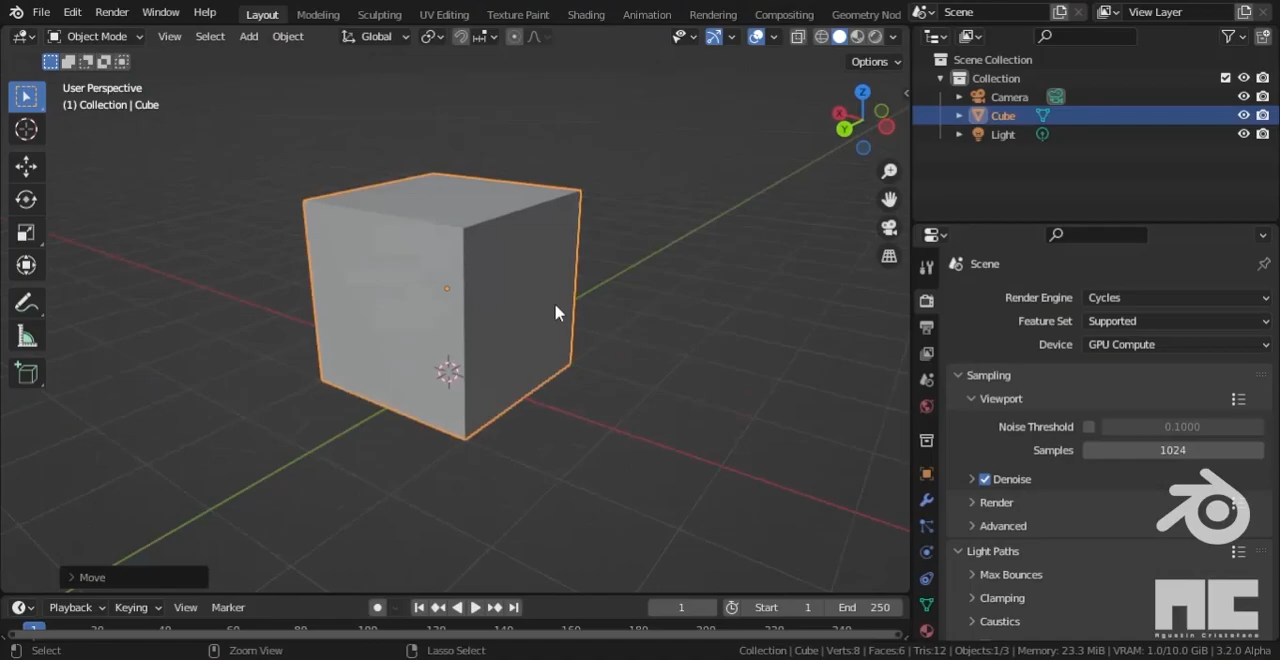 File Edit Render Window Help Layout Modeling Sculpting UV Editing Texture Paint Shading Animation Rendering Compositing Geometry Nod Scene View Layer
Object Mode View Select Add Object Global
Options
User Perspective
(1) Collection | Cube
Z
X
Y
Scene Collection
Collection
Camera
Cube
Light
Scene
Render Engine Cycles
Feature Set Supported
Device GPU Compute
Sampling
Viewport
Noise Threshold 0.1000
Samples 1024
Denoise
Render
Advanced
Light Paths
Max Bounces
Clamping
Caustics
Move
Playback Keying View Marker 1 Start 1 End 250
Select Zoom View Lasso Select Collection | Cube | Verts:8 | Faces:6 | Tris:12 | Objects:1/3 | Memory: 23.3 MiB | VRAM: 1.0/10.0 GiB | 3.2.0 Alpha
AC
Agustin Cristofano